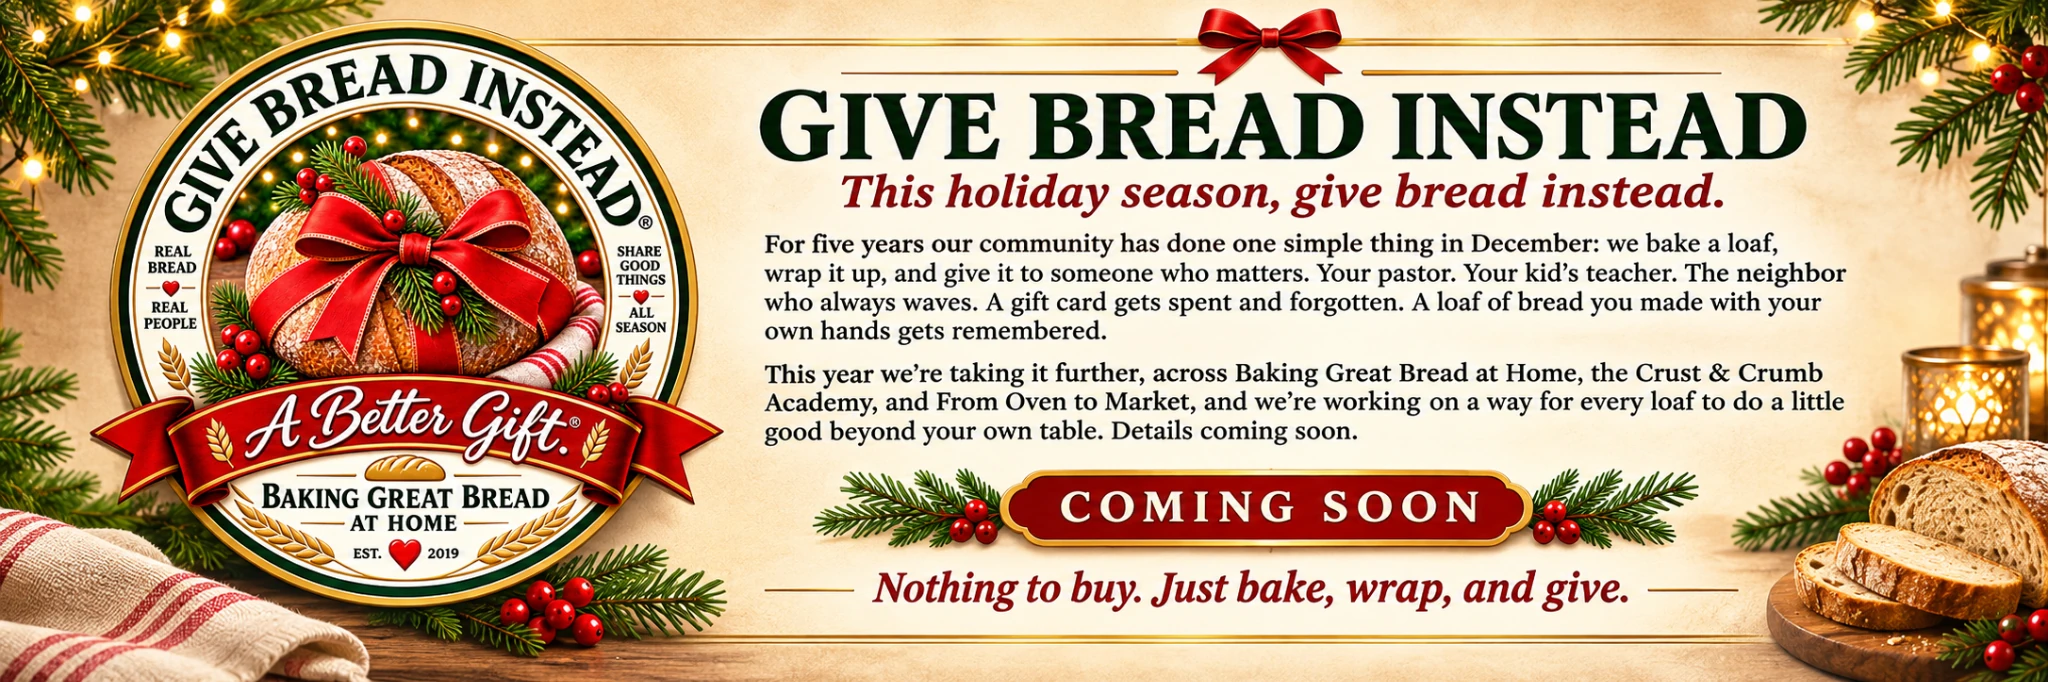 GIVE BREAD INSTEAD®
REAL
BREAD
REAL
PEOPLE
SHARE
GOOD
THINGS
ALL
SEASON
A Better Gift.®
BAKING GREAT BREAD
AT HOME
EST. 2019
GIVE BREAD INSTEAD
This holiday season, give bread instead.
For five years our community has done one simple thing in December: we bake a loaf,
wrap it up, and give it to someone who matters. Your pastor. Your kid’s teacher. The neighbor
who always waves. A gift card gets spent and forgotten. A loaf of bread you made with your
own hands gets remembered.
This year we’re taking it further, across Baking Great Bread at Home, the Crust & Crumb
Academy, and From Oven to Market, and we’re working on a way for every loaf to do a little
good beyond your own table. Details coming soon.
COMING SOON
Nothing to buy. Just bake, wrap, and give.